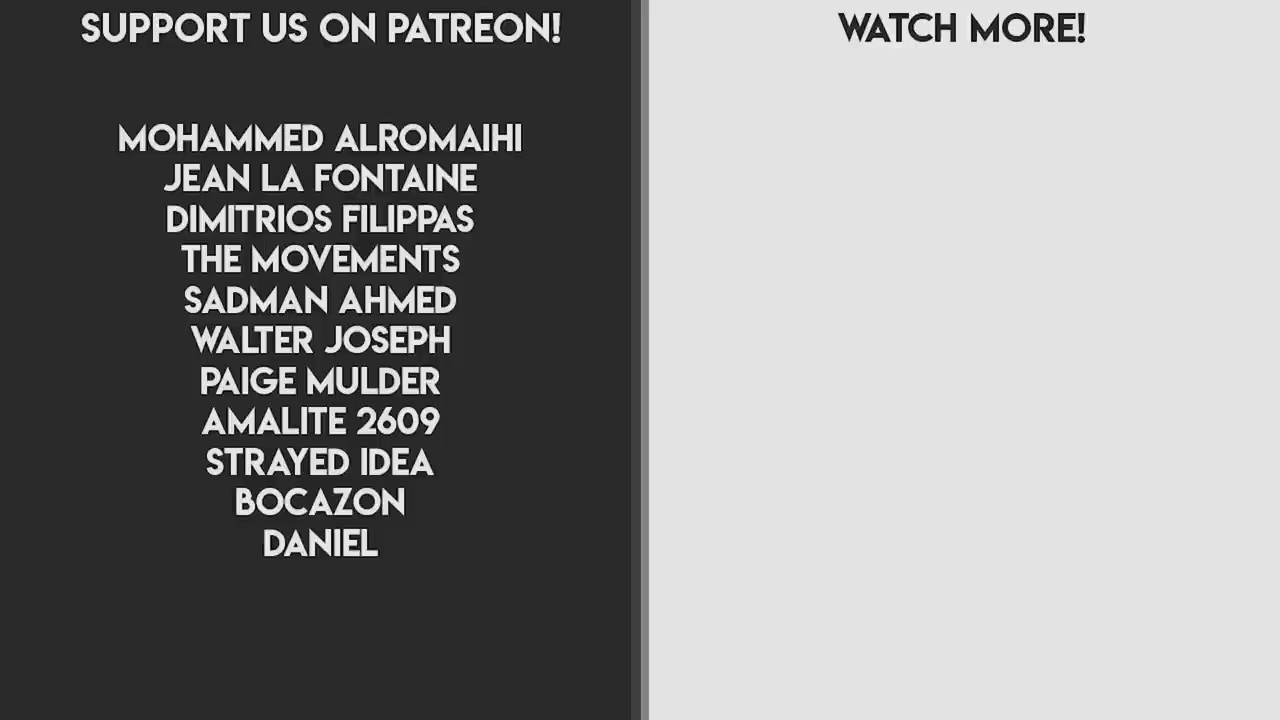 SUPPORT US ON PATREON!
MOHAMMED ALROMAIHI
JEAN LA FONTAINE
DIMITRIOS FILIPPAS
THE MOVEMENTS
SADMAN AHMED
WALTER JOSEPH
PAIGE MULDER
AMALITE 2609
STRAYED IDEA
BOCAZON
DANIEL
WATCH MORE!